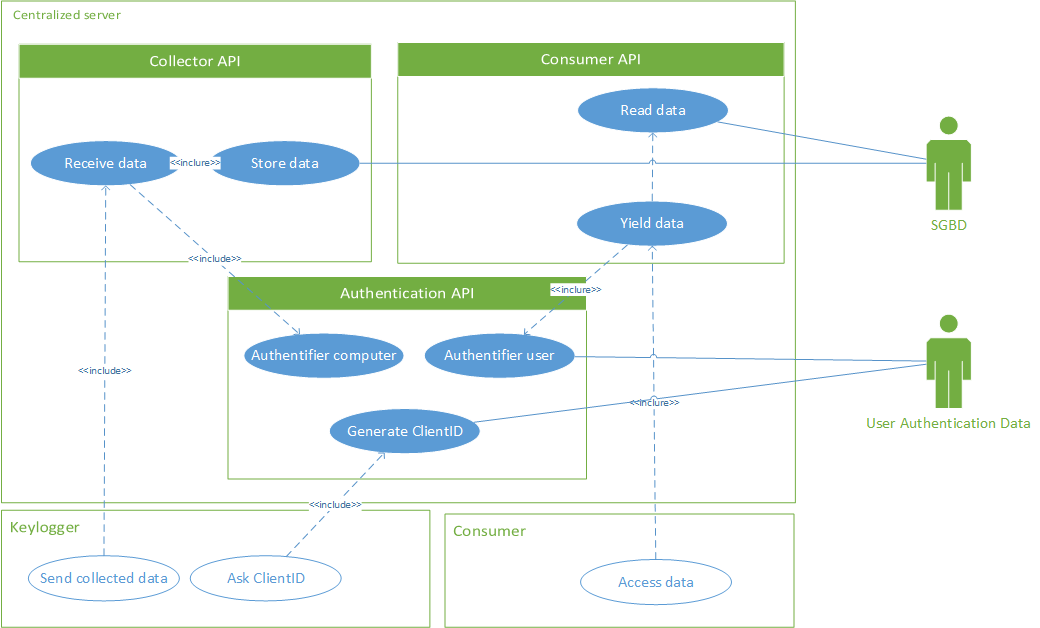 Centralized server
Collector API
Consumer API
Read data
Receive data
<<inclure>>
Store data
Yield data
SGBD
<<include>>
Authentication API
<<inclure>>
Authentifier computer
Authentifier user
<<include>>
<<inclure>>
User Authentication Data
Generate ClientID
<<include>>
Keylogger
Consumer
Send collected data
Ask ClientID
Access data